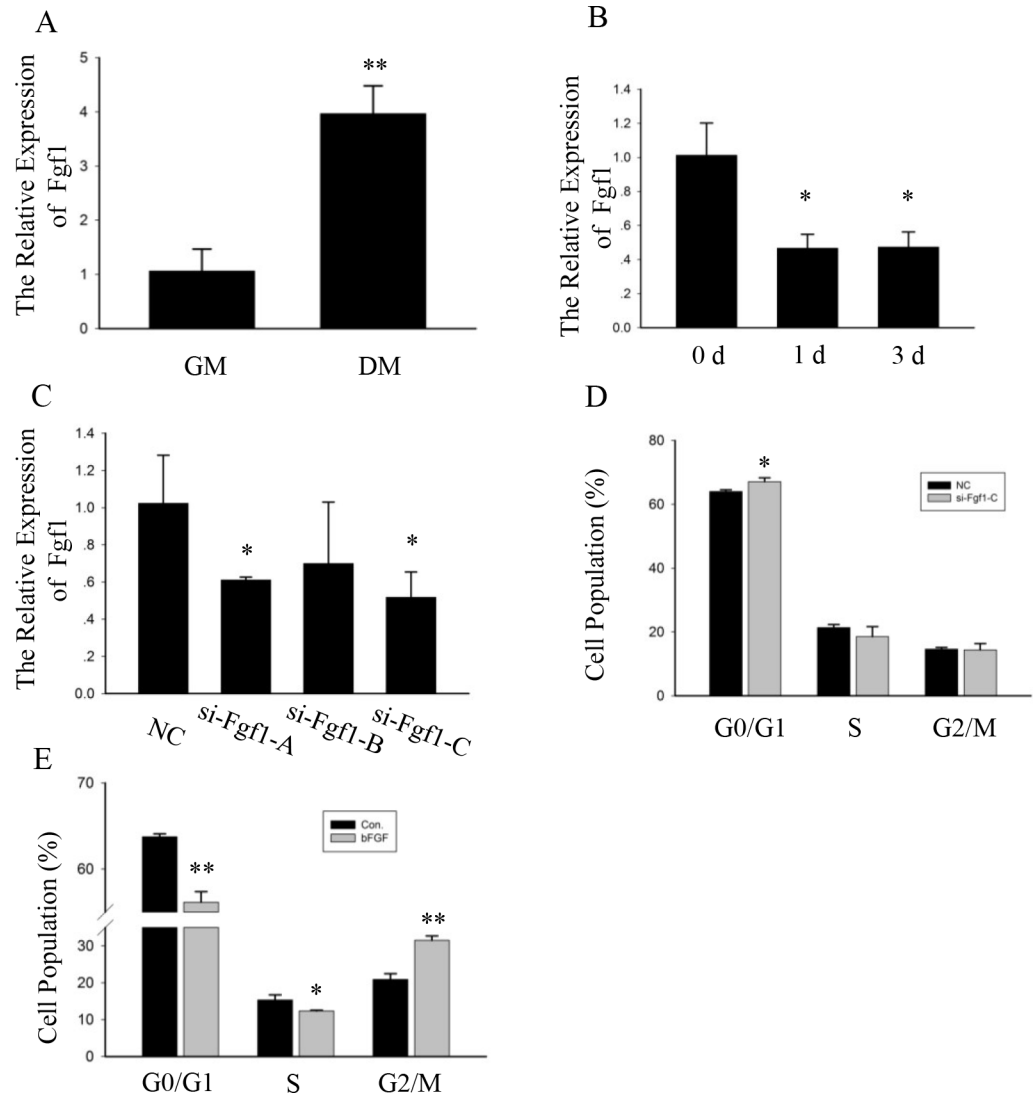 A
The Relative Expression
of Fgf1
5
4
3
2
1
0
**
GM
DM
B
The Relative Expression
of Fgf1
1.4
1.2
1.0
.8
.6
.4
.2
0.0
*
*
0 d
1 d
3 d
C
The Relative Expression
of Fgf1
1.4
1.2
1.0
.8
.6
.4
.2
0.0
*
*
NC
si-Fgf1-A
si-Fgf1-B
si-Fgf1-C
D
Cell Population (%)
80
60
40
20
0
*
NC
si-Fgf1-C
G0/G1
S
G2/M
E
Cell Population (%)
70
60
30
20
10
0
**
*
**
Con.
bFGF
G0/G1
S
G2/M